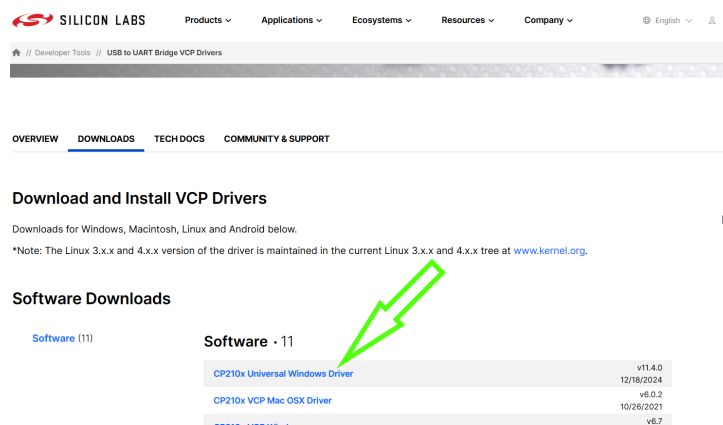 SILICON LABS Products Applications Ecosystems Resources Company English
// Developer Tools // USB to UART Bridge VCP Drivers
OVERVIEW DOWNLOADS TECH DOCS COMMUNITY & SUPPORT
Download and Install VCP Drivers
Downloads for Windows, Macintosh, Linux and Android below.
*Note: The Linux 3.x.x and 4.x.x version of the driver is maintained in the current Linux 3.x.x and 4.x.x tree at www.kernel.org.
Software Downloads
Software (11)
Software · 11
CP210x Universal Windows Driver
v11.4.0
12/18/2024
CP210x VCP Mac OSX Driver
v6.0.2
10/26/2021
v6.7